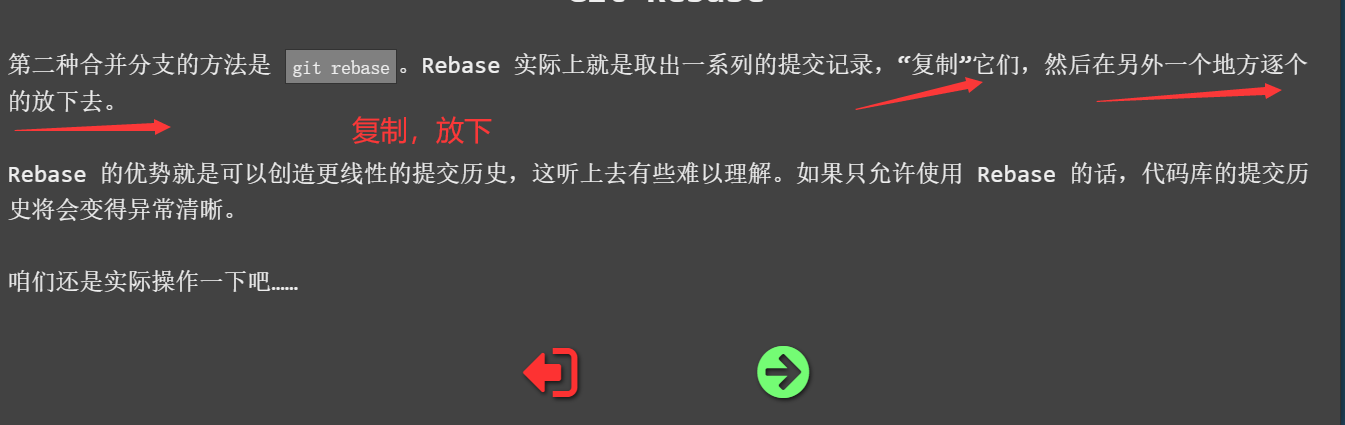 Git Rebase
第二种合并分支的方法是 git rebase。Rebase 实际上就是取出一系列的提交记录，“复制”它们，然后在另外一个地方逐个
的放下去。
复制，放下
Rebase 的优势就是可以创造更线性的提交历史，这听上去有些难以理解。如果只允许使用 Rebase 的话，代码库的提交历
史将会变得异常清晰。
咱们还是实际操作一下吧……